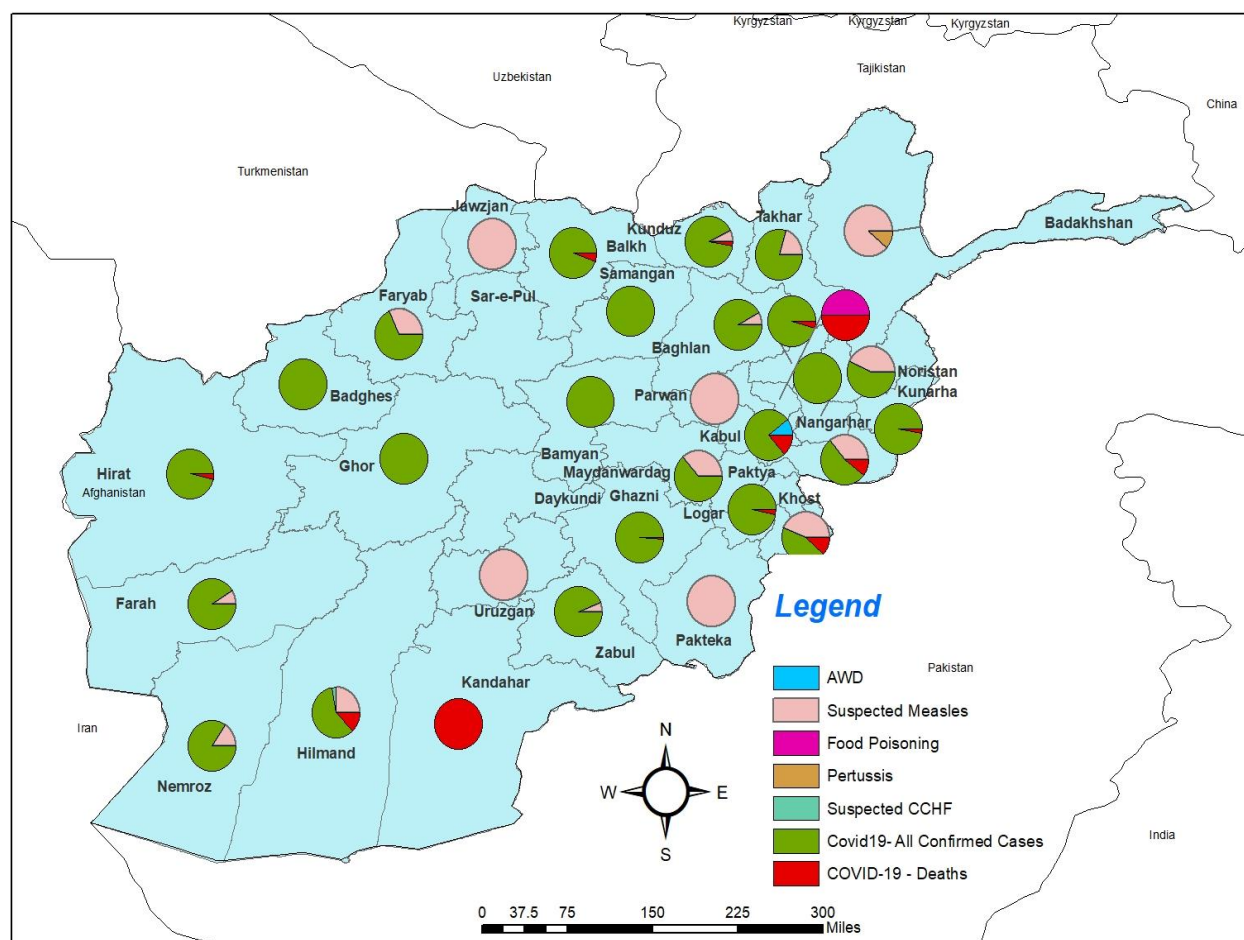 Kyrgyzstan
Kyrgyzstan
Kyrgyzstan
Uzbekistan
Tajikistan
China
Turkmenistan
Jawzjan
Kunduz
Takhar
Badakhshan
Balkh
Samangan
Faryab
Sar-e-Pul
Baghlan
Noristan
Badghes
Parwan
Kunarha
Nangarhar
Kabul
Bamyan
Hirat
Ghor
Maydanwardag
Paktya
Afghanistan
Daykundi
Ghazni
Khost
Logar
Farah
Uruzgan
Pakteka
Zabul
Kandahar
Iran
Hilmand
Nemroz
Pakistan
India
Legend
AWD
Suspected Measles
Food Poisoning
Pertussis
Suspected CCHF
Covid19- All Confirmed Cases
COVID-19 - Deaths
N
W
E
S
0 37.5 75 150 225 300
Miles